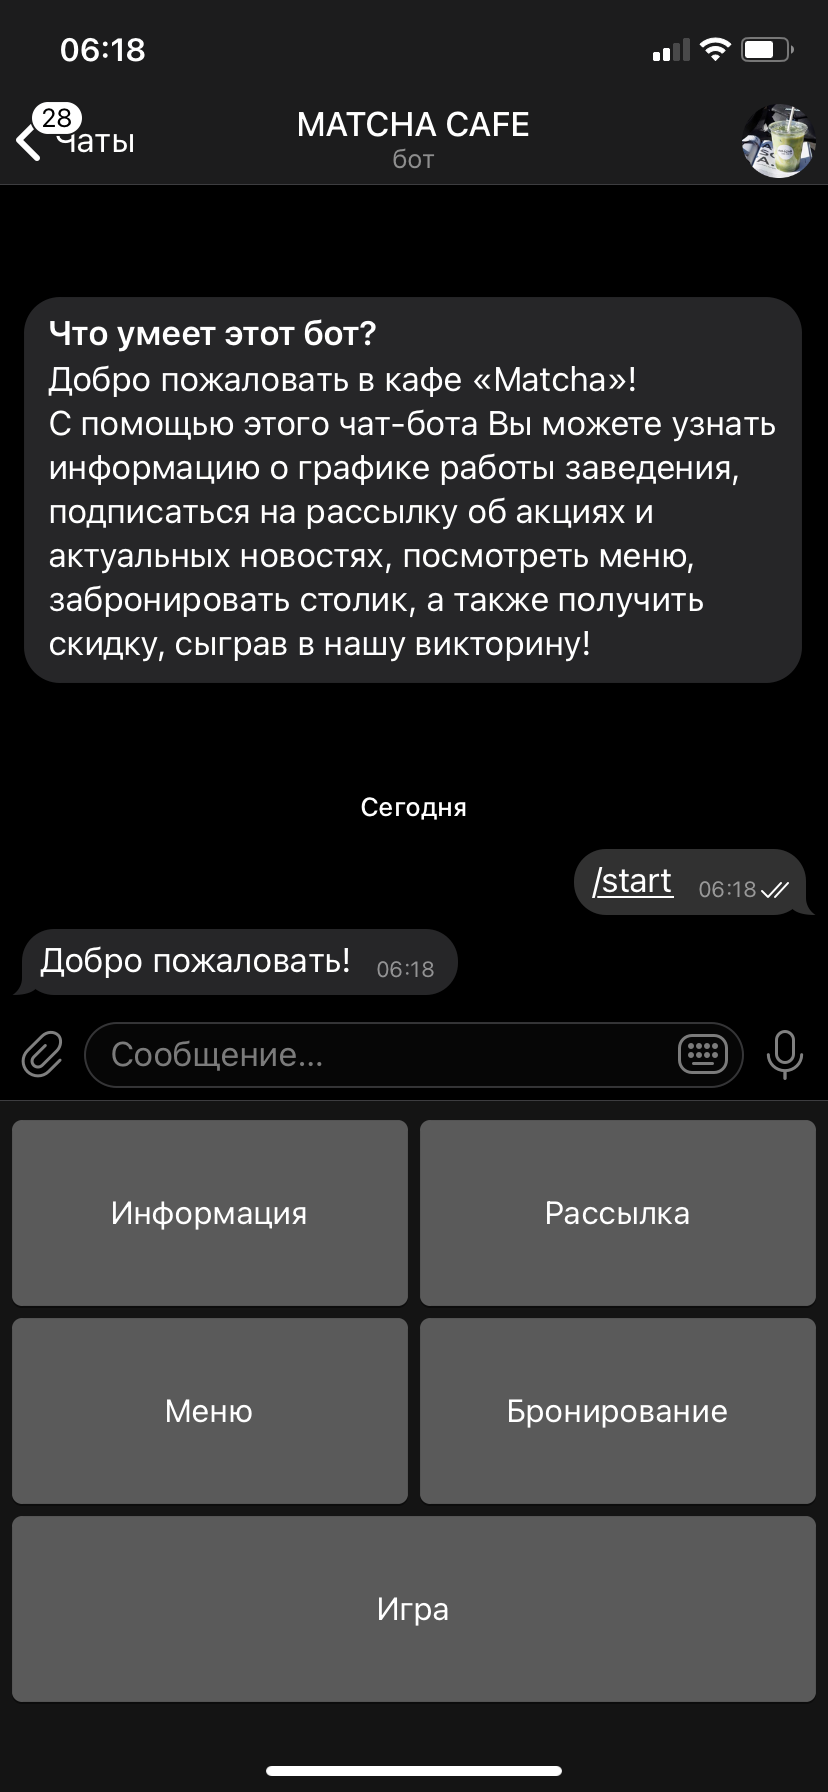 06:18
28
Чаты
MATCHA CAFE
бот
Что умеет этот бот?
Добро пожаловать в кафе «Matcha»!
С помощью этого чат-бота Вы можете узнать
информацию о графике работы заведения,
подписаться на рассылку об акциях и
актуальных новостях, посмотреть меню,
забронировать столик, а также получить
скидку, сыграв в нашу викторину!
Сегодня
/start 06:18
Добро пожаловать! 06:18
Сообщение...
Информация
Рассылка
Меню
Бронирование
Игра